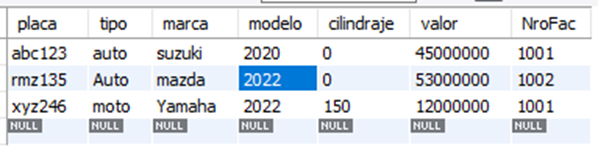 placa tipo marca modelo cilindraje valor NroFac
abc123 auto suzuki 2020 0 45000000 1001
rmz135 Auto mazda 2022 0 53000000 1002
xyz246 moto Yamaha 2022 150 12000000 1001
NULL NULL NULL NULL NULL NULL NULL